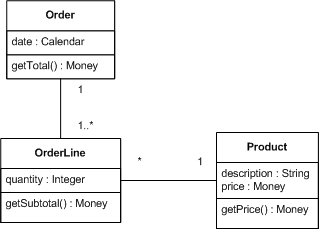 Order
date : Calendar
getTotal() : Money
1
1..*
OrderLine
quantity : Integer
getSubtotal() : Money
*
1
Product
description : String
price : Money
getPrice() : Money